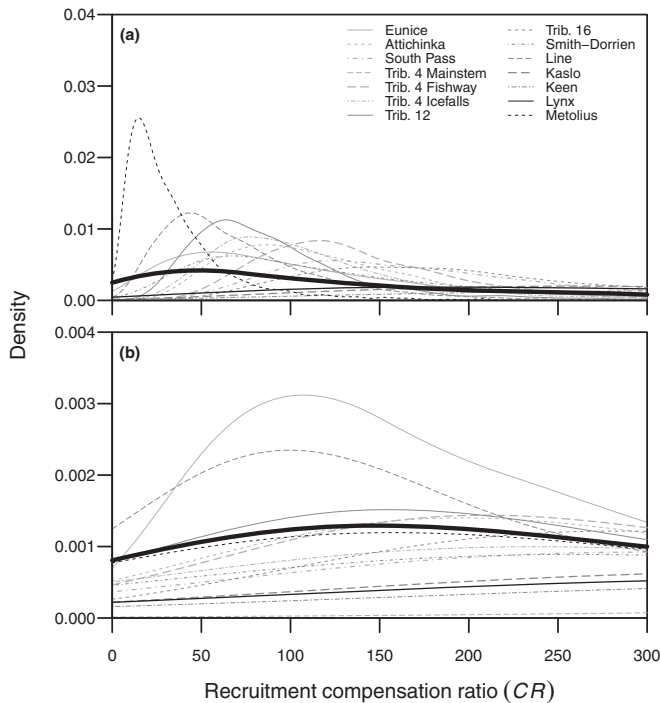 0.04
(a)
Eunice
Attichinka
South Pass
Trib. 4 Mainstem
Trib. 4 Fishway
Trib. 4 Icefalls
Trib. 12
Trib. 16
Smith–Dorrien
Line
Kaslo
Keen
Lynx
Metolius
0.03
0.02
0.01
0.00
Density
0.004
(b)
0.003
0.002
0.001
0.000
0 50 100 150 200 250 300
Recruitment compensation ratio (CR)